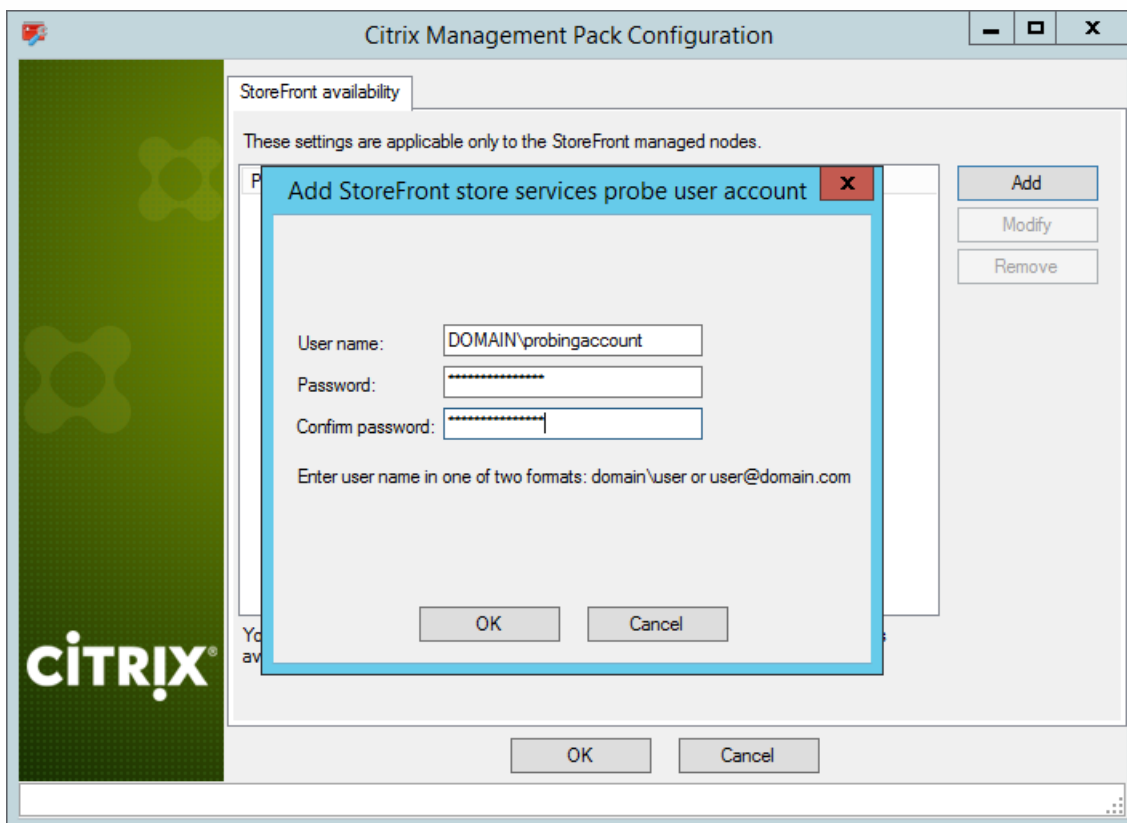 Citrix Management Pack Configuration
StoreFront availability
These settings are applicable only to the StoreFront managed nodes.
Add StoreFront store services probe user account
Add
Modify
Remove
User name:
DOMAIN\probingaccount
Password:
***************
Confirm password:
***************
Enter user name in one of two formats: domain\user or user@domain.com
OK
Cancel
CITRIX®
OK
Cancel